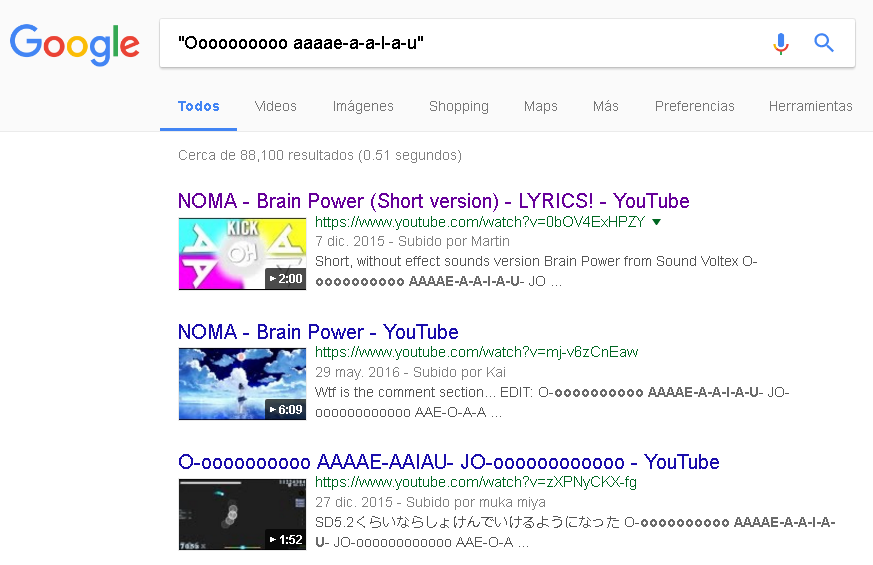 Google
"Oooooooooo aaaae-a-a-I-a-u"
Todos Videos Imágenes Shopping Maps Más Preferencias Herramientas
Cerca de 88,100 resultados (0.51 segundos)
NOMA - Brain Power (Short version) - LYRICS! - YouTube
https://www.youtube.com/watch?v=0bOV4ExHPZY
7 dic. 2015 - Subido por Martin
Short, without effect sounds version Brain Power from Sound Voltex O-
oooooooooo AAAAE-A-A-I-A-U- JO ...
KICK
OH
2:00
NOMA - Brain Power - YouTube
https://www.youtube.com/watch?v=mj-v6zCnEaw
29 may. 2016 - Subido por Kai
Wtf is the comment section... EDIT: O-oooooooooo AAAAE-A-A-I-A-U- JO-
oooooooooooo AAE-O-A-A ...
6:09
O-oooooooooo AAAAE-AAIAU- JO-oooooooooooo - YouTube
https://www.youtube.com/watch?v=zXPNyCKX-fg
27 dic. 2015 - Subido por muka miya
SD5.2くらいならしょけんでいけるようになった O-oooooooooo AAAAE-A-A-I-A-
U- JO-oooooooooooo AAE-O-A ...
1:52